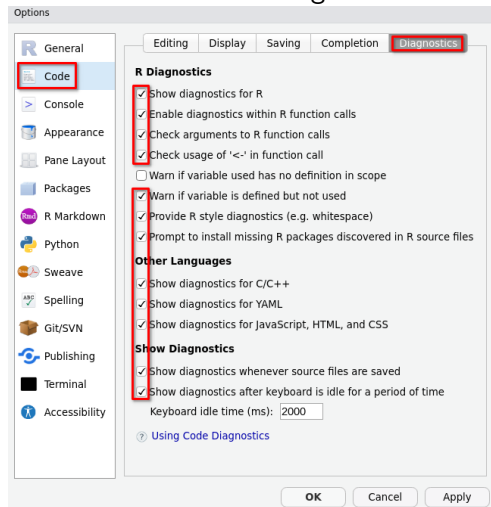 Options
General
Code
Console
Appearance
Pane Layout
Packages
R Markdown
Python
Sweave
Spelling
Git/SVN
Publishing
Terminal
Accessibility
Editing Display Saving Completion Diagnostics
R Diagnostics
Show diagnostics for R
Enable diagnostics within R function calls
Check arguments to R function calls
Check usage of '<-' in function call
Warn if variable used has no definition in scope
Warn if variable is defined but not used
Provide R style diagnostics (e.g. whitespace)
Prompt to install missing R packages discovered in R source files
Other Languages
Show diagnostics for C/C++
Show diagnostics for YAML
Show diagnostics for JavaScript, HTML, and CSS
Show Diagnostics
Show diagnostics whenever source files are saved
Show diagnostics after keyboard is idle for a period of time
Keyboard idle time (ms): 2000
? Using Code Diagnostics
OK Cancel Apply